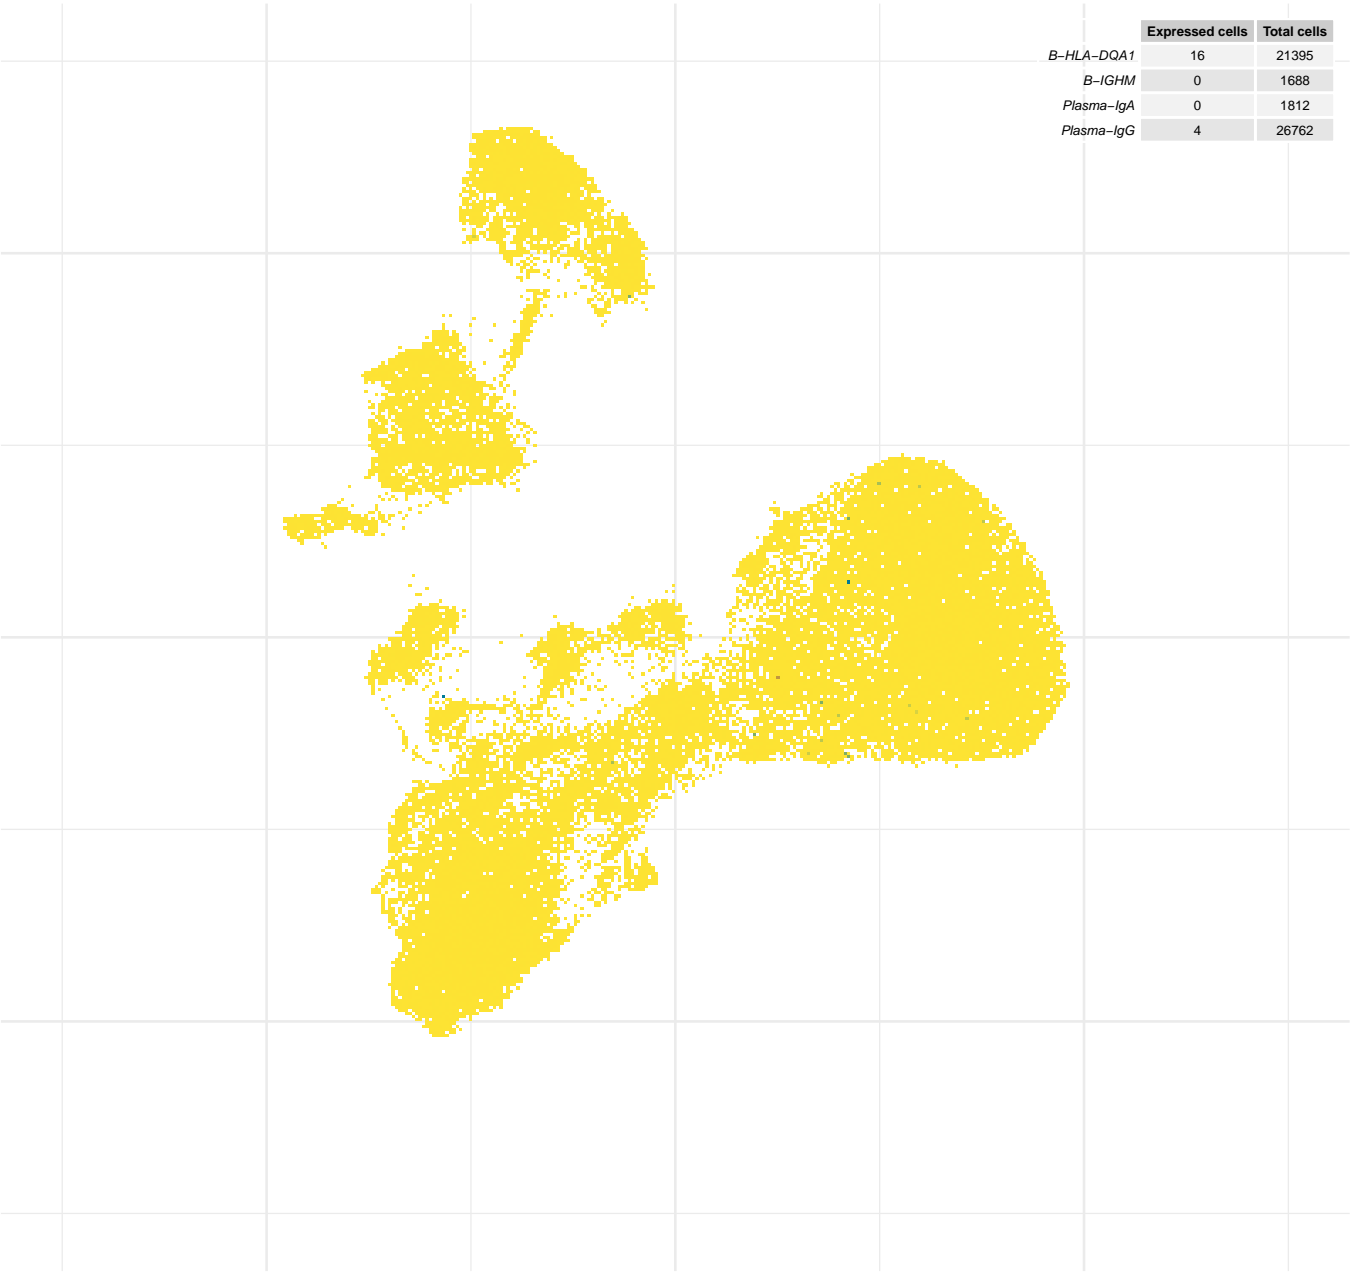 Expressed cells Total cells
B−HLA−DQA1 16 21395
B−IGHM 0 1688
Plasma−IgA 0 1812
Plasma−IgG 4 26762